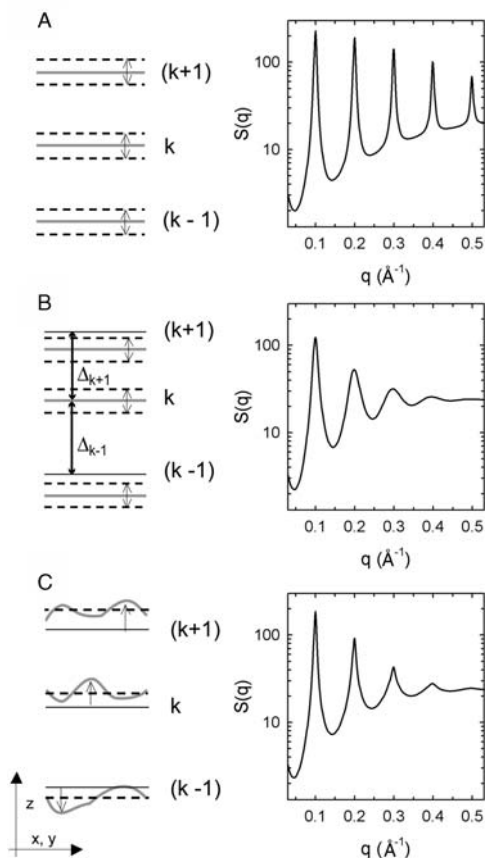 A
(k+1)
k
(k - 1)
S(q)
100
10
0.1 0.2 0.3 0.4 0.5
q (Å⁻¹)
B
(k+1)
Δk+1
k
Δk-1
(k -1)
S(q)
100
10
0.1 0.2 0.3 0.4 0.5
q (Å⁻¹)
C
(k+1)
k
(k -1)
z
x, y
S(q)
100
10
0.1 0.2 0.3 0.4 0.5
q (Å⁻¹)